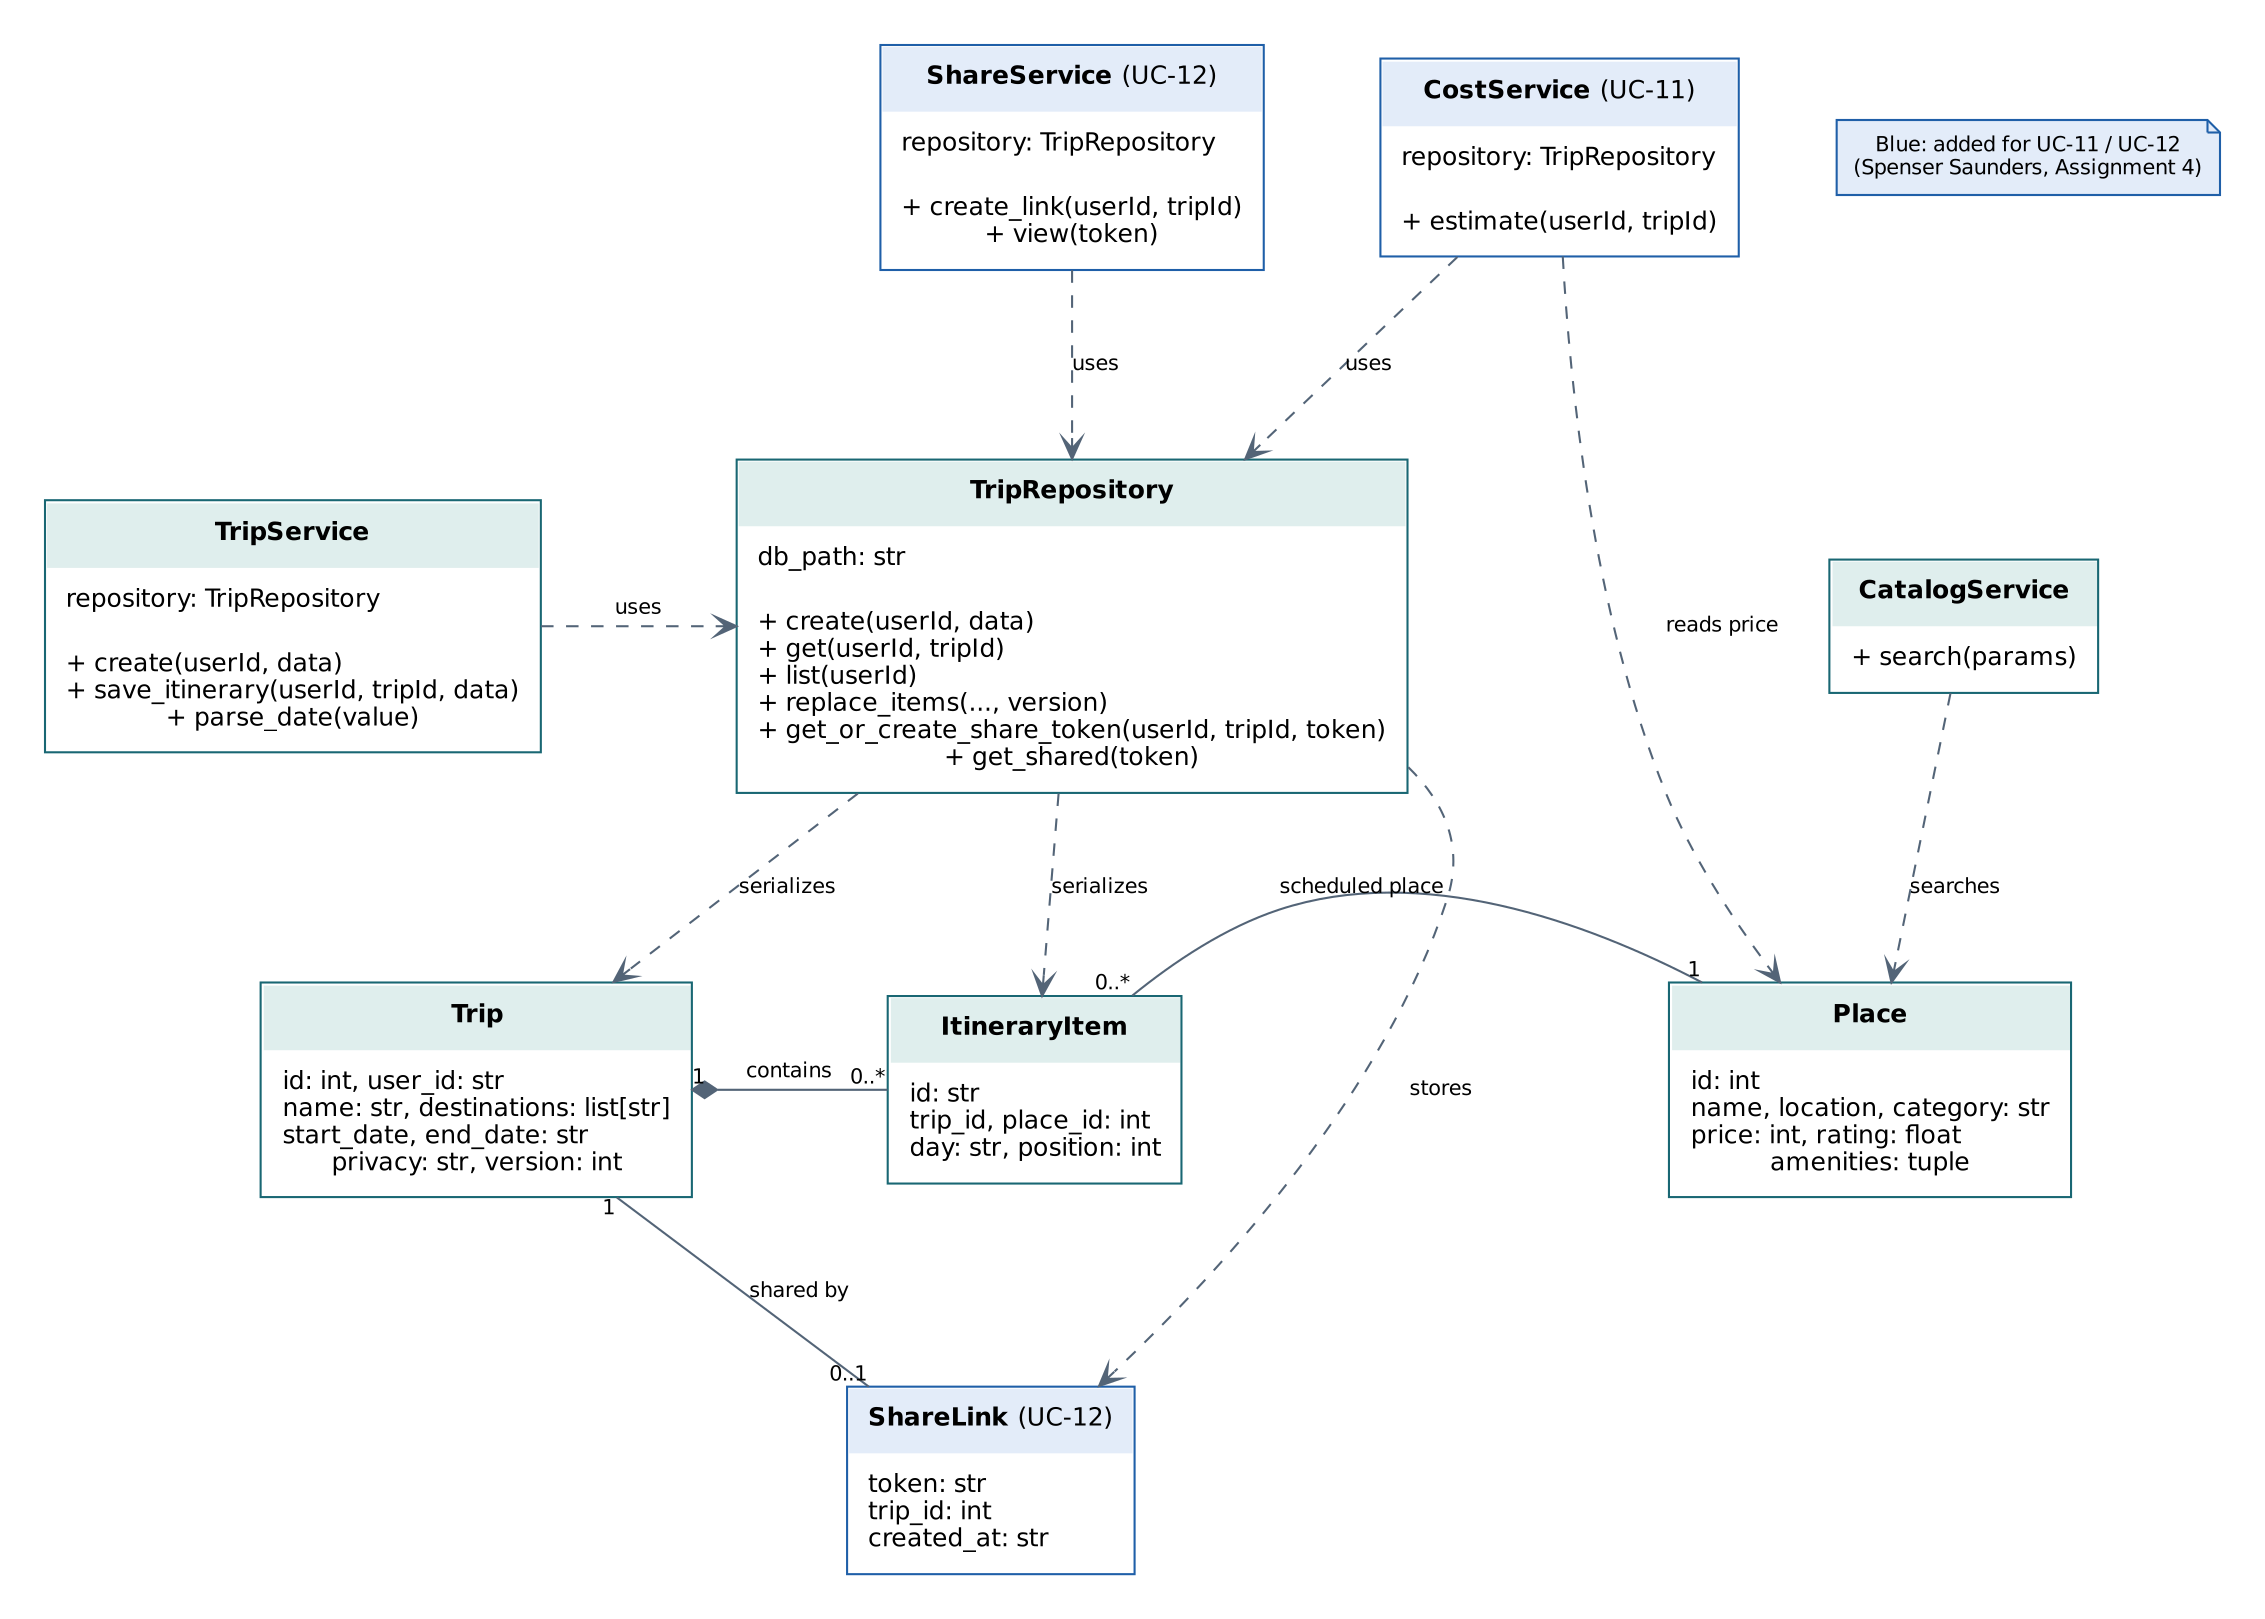 ShareService (UC-12)
repository: TripRepository
+ create_link(userId, tripId)
+ view(token)
CostService (UC-11)
repository: TripRepository
+ estimate(userId, tripId)
Blue: added for UC-11 / UC-12
(Spenser Saunders, Assignment 4)
uses
uses
TripService
repository: TripRepository
+ create(userId, data)
+ save_itinerary(userId, tripId, data)
+ parse_date(value)
uses
TripRepository
db_path: str
+ create(userId, data)
+ get(userId, tripId)
+ list(userId)
+ replace_items(..., version)
+ get_or_create_share_token(userId, tripId, token)
+ get_shared(token)
reads price
CatalogService
+ search(params)
serializes
serializes
scheduled place
searches
0..*
1
Trip
id: int, user_id: str
name: str, destinations: list[str]
start_date, end_date: str
privacy: str, version: int
1
contains
0..*
ItineraryItem
id: str
trip_id, place_id: int
day: str, position: int
stores
Place
id: int
name, location, category: str
price: int, rating: float
amenities: tuple
1
shared by
0..1
ShareLink (UC-12)
token: str
trip_id: int
created_at: str